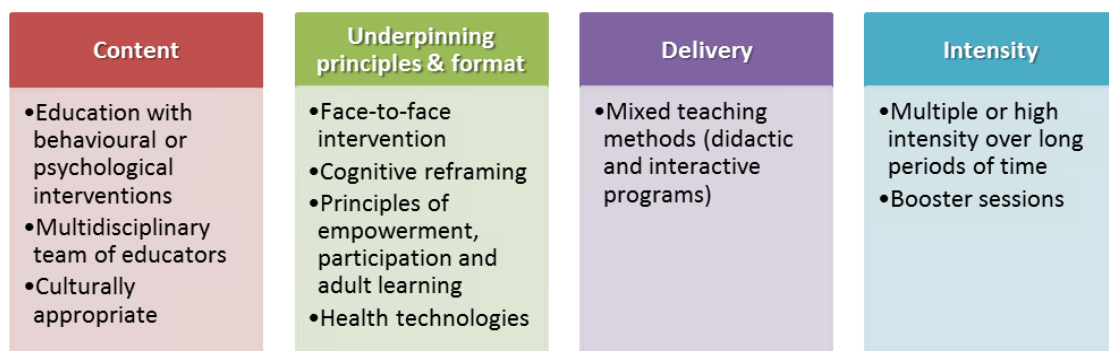 Content
•Education with
behavioural or
psychological
interventions
•Multidisciplinary
team of educators
•Culturally
appropriate
Underpinning
principles & format
•Face-to-face
intervention
•Cognitive reframing
•Principles of
empowerment,
participation and
adult learning
•Health technologies
Delivery
•Mixed teaching
methods (didactic
and interactive
programs)
Intensity
•Multiple or high
intensity over long
periods of time
•Booster sessions